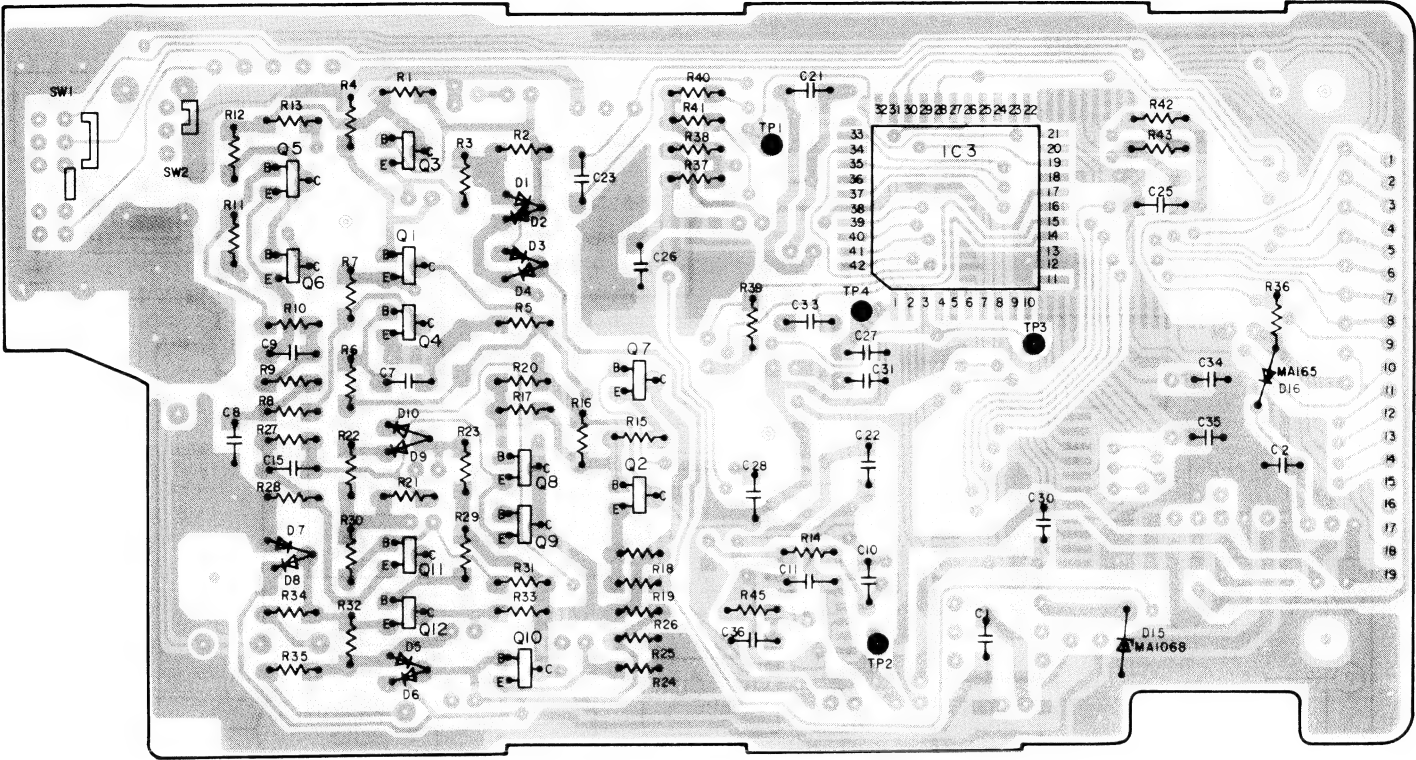 SW1
SW2
R12
R13
R4
R1
Q5
B
E
C
B
E
C
Q3
R3
R2
C23
R11
D1
D2
D3
D4
Q1
B
E
C
B
E
C
Q6
R7
R10
B
E
C
Q4
R5
C26
C9
R9
R6
C7
R20
R17
Q7
B
E
C
R8
C8
R27
D10
D9
R16
R15
R22
R23
C15
B
E
C
Q8
Q2
B
E
C
R28
R21
R30
R29
B
E
C
Q9
D7
D8
B
E
C
Q11
R31
R18
R34
R32
B
E
C
Q12
R33
R19
R26
R35
D5
D6
Q10
B
E
C
R25
R24
R40
R41
R38
R37
C21
TP1
32 31 30 29 28 27 26 25 24 23 22
IC3
33
34
35
36
37
38
39
40
41
42
21
20
19
18
17
16
15
14
13
12
11
1 2 3 4 5 6 7 8 9 10
R42
R43
C25
R39
C33
TP4
C27
C31
TP3
R36
C34
MA165
D16
C35
C2
C28
C22
C30
R14
C11
C10
R45
C36
TP2
C1
D15
MA1068
1
2
3
4
5
6
7
8
9
10
11
12
13
14
15
16
17
18
19